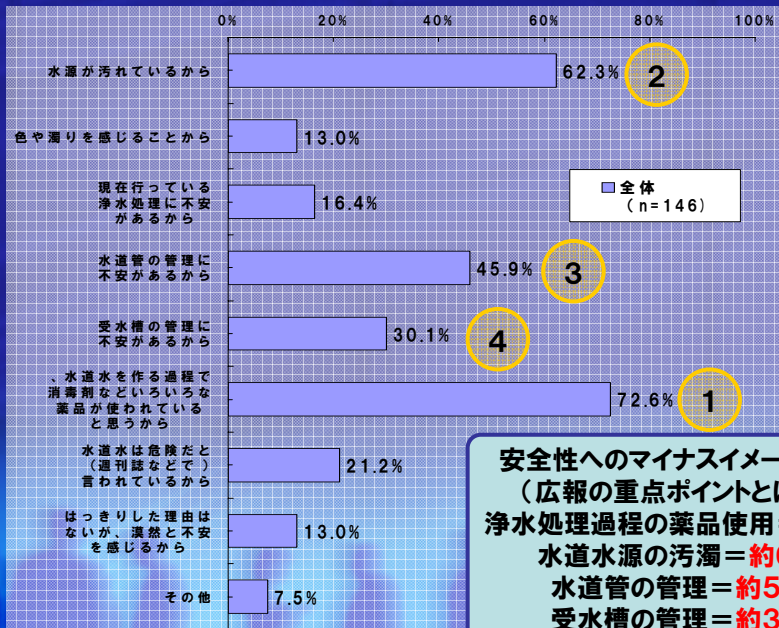 0%
20%
40%
60%
80%
100%
水源が汚れているから
62.3%
2
色や濁りを感じることから
13.0%
現在行っている
浄水処理に不安
があるから
16.4%
全体
(n=146)
水道管の管理に
不安があるから
45.9%
3
受水槽の管理に
不安があるから
30.1%
4
、水道水を作る過程で
消毒剤などいろいろな
薬品が使われている
と思うから
72.6%
1
水道水は危険だと
(週刊誌などで)
言われているから
21.2%
はっきりした理由は
ないが、漠然と不安
を感じるから
13.0%
その他
7.5%
安全性へのマイナスイメー
(広報の重点ポイントと
浄水処理過程の薬品使用
水道水源の汚濁=約
水道管の管理=約5
受水槽の管理=約3